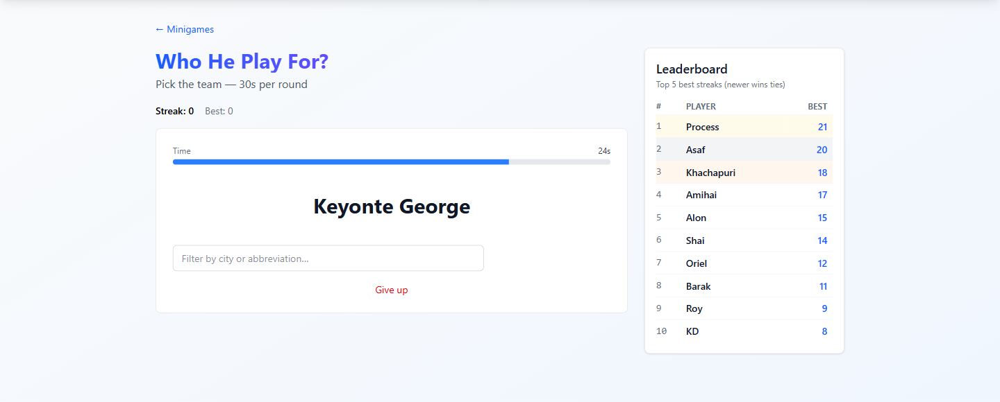 ← Minigames
Who He Play For?
Pick the team — 30s per round
Streak: 0 Best: 0
Time 24s
Keyonte George
Filter by city or abbreviation...
Give up
Leaderboard
Top 5 best streaks (newer wins ties)
# PLAYER BEST
1 Process 21
2 Asaf 20
3 Khachapuri 18
4 Amihai 17
5 Alon 15
6 Shai 14
7 Oriel 12
8 Barak 11
9 Roy 9
10 KD 8